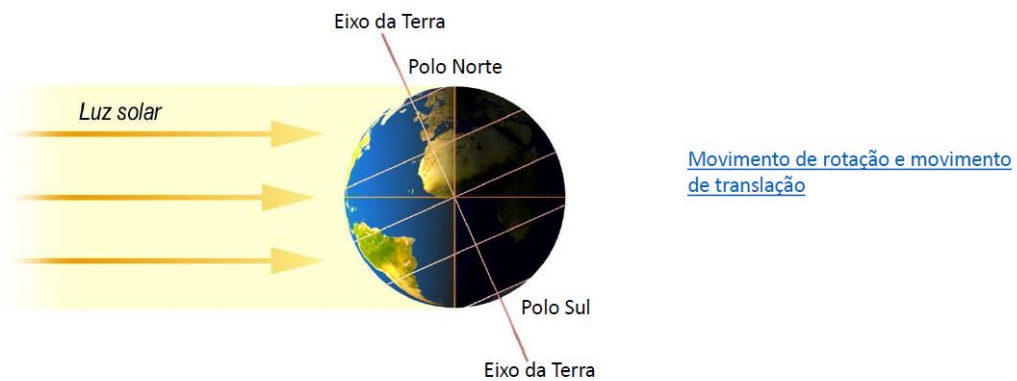 Eixo da Terra
Polo Norte
Luz solar
Movimento de rotação e movimento
de translação
Polo Sul
Eixo da Terra